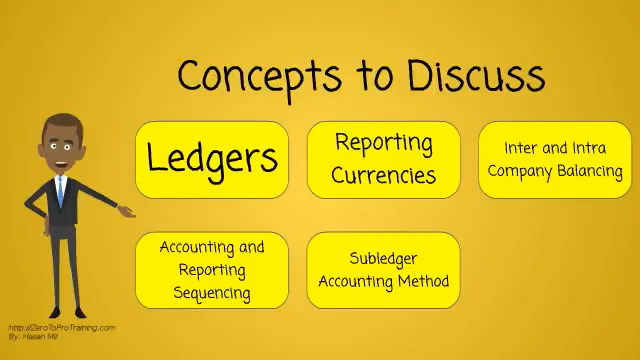 Concepts to Discuss
Ledgers
Reporting
Currencies
Inter and Intra
Company Balancing
Accounting and
Reporting
Sequencing
Subledger
Accounting Method
http://ZeroToProTraining.com
By: Hasan Mir